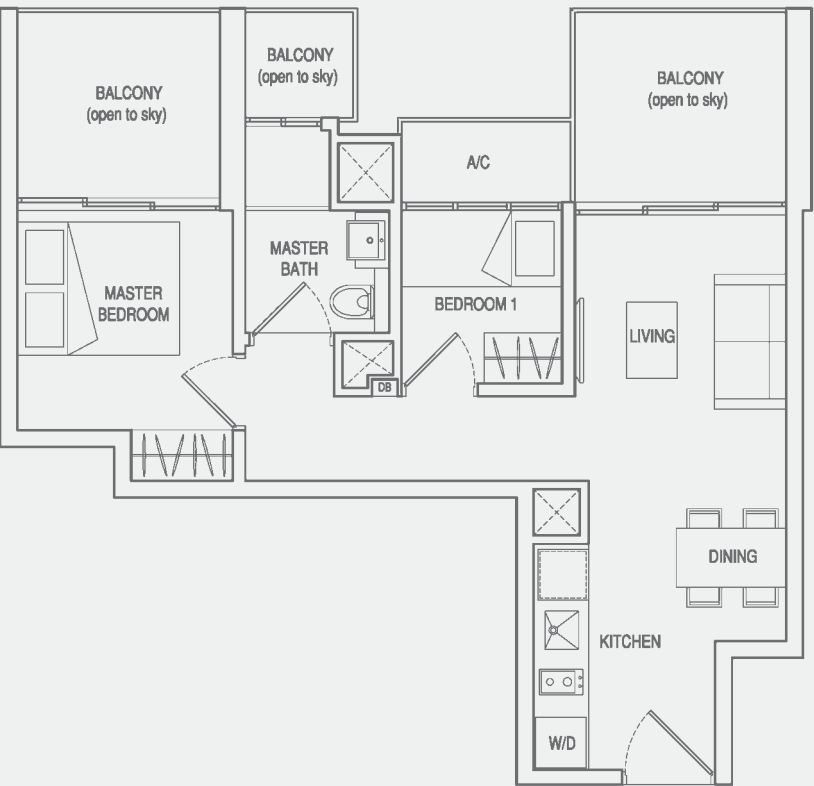 BALCONY
(open to sky)
BALCONY
(open to sky)
BALCONY
(open to sky)
A/C
MASTER
BATH
MASTER
BEDROOM
BEDROOM 1
LIVING
DB
DINING
KITCHEN
W/D